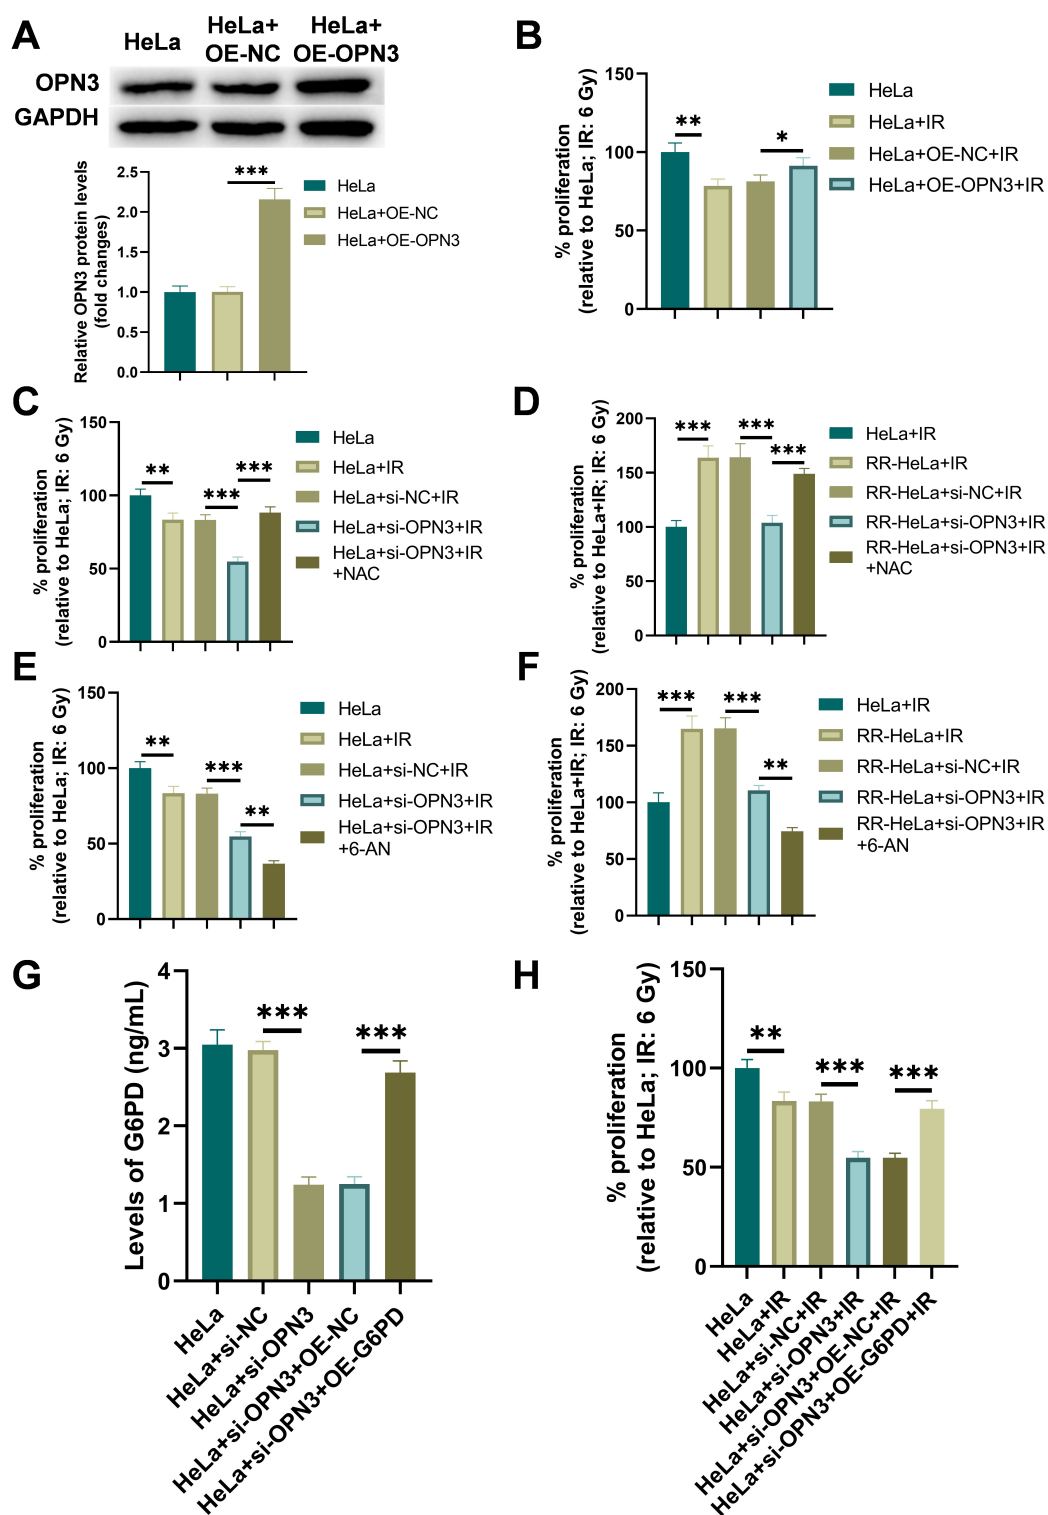 A
HeLa
HeLa+
OE-NC
HeLa+
OE-OPN3
OPN3
GAPDH
***
Relative OPN3 protein levels
(fold changes)
2.5
2.0
1.5
1.0
0.5
0.0
HeLa
HeLa+OE-NC
HeLa+OE-OPN3
B
% proliferation
(relative to HeLa; IR: 6 Gy)
150
100
50
0
**
*
HeLa
HeLa+IR
HeLa+OE-NC+IR
HeLa+OE-OPN3+IR
C
% proliferation
(relative to HeLa; IR: 6 Gy)
150
100
50
0
**
***
***
HeLa
HeLa+IR
HeLa+si-NC+IR
HeLa+si-OPN3+IR
HeLa+si-OPN3+IR
+NAC
D
% proliferation
(relative to HeLa+IR; IR: 6 Gy)
200
150
100
50
0
***
***
***
HeLa+IR
RR-HeLa+IR
RR-HeLa+si-NC+IR
RR-HeLa+si-OPN3+IR
RR-HeLa+si-OPN3+IR
+NAC
E
% proliferation
(relative to HeLa; IR: 6 Gy)
150
100
50
0
**
***
**
HeLa
HeLa+IR
HeLa+si-NC+IR
HeLa+si-OPN3+IR
HeLa+si-OPN3+IR
+6-AN
F
% proliferation
(relative to HeLa+IR; IR: 6 Gy)
200
150
100
50
0
***
***
**
HeLa+IR
RR-HeLa+IR
RR-HeLa+si-NC+IR
RR-HeLa+si-OPN3+IR
RR-HeLa+si-OPN3+IR
+6-AN
G
Levels of G6PD (ng/mL)
4
3
2
1
0
***
***
HeLa
HeLa+si-NC
HeLa+si-OPN3
HeLa+si-OPN3+OE-NC
HeLa+si-OPN3+OE-G6PD
H
% proliferation
(relative to HeLa; IR: 6 Gy)
150
100
50
0
**
***
***
HeLa
HeLa+IR
HeLa+si-NC+IR
HeLa+si-OPN3+IR
HeLa+si-OPN3+OE-NC+IR
HeLa+si-OPN3+OE-G6PD+IR